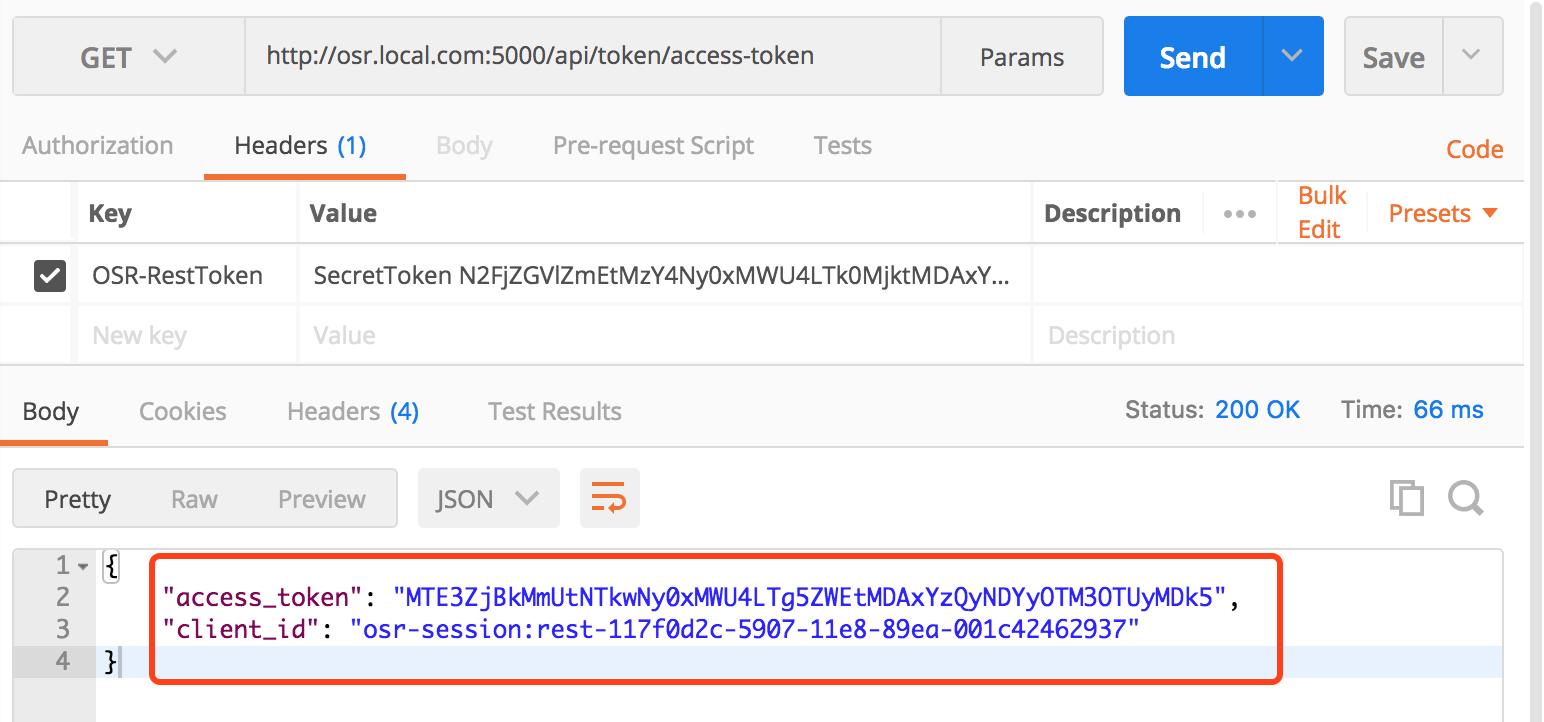 GET http://osr.local.com:5000/api/token/access-token Params Send Save
Authorization Headers (1) Body Pre-request Script Tests Code
Key Value Description ••• Bulk Edit Presets
OSR-RestToken SecretToken N2FjZGVlZmEtMzY4Ny0xMWU4LTk0MjktMDAxY...
New key Value Description
Body Cookies Headers (4) Test Results Status: 200 OK Time: 66 ms
Pretty Raw Preview JSON
1 {
2 "access_token": "MTE3ZjBkMmUtNTkwNy0xMWU4LTg5ZWEtMDAxYzQyNDYyOTM3OTUyMDk5",
3 "client_id": "osr-session:rest-117f0d2c-5907-11e8-89ea-001c42462937"
4 }